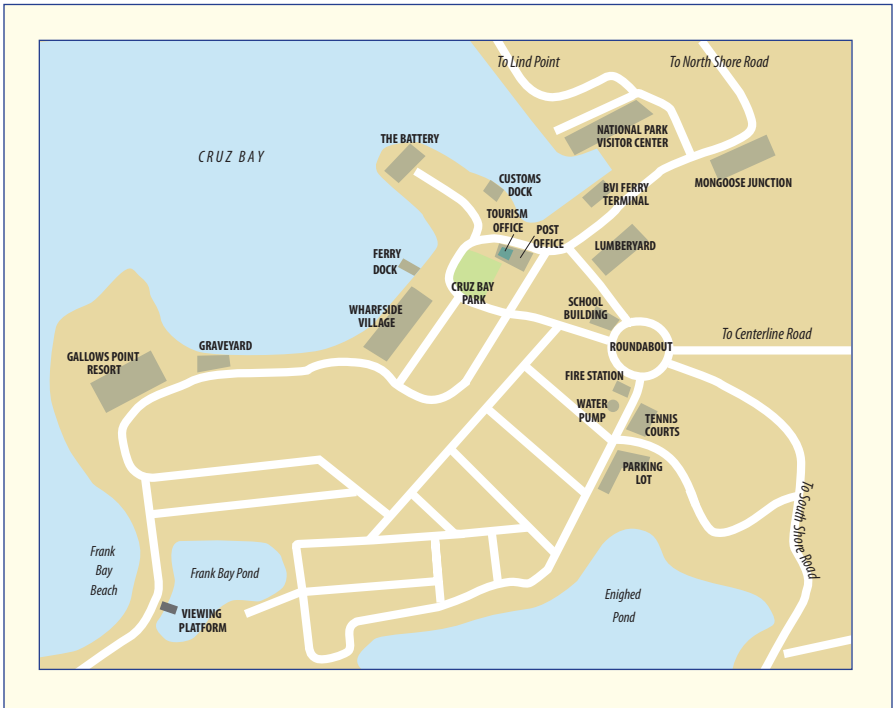 To Lind Point
To North Shore Road
NATIONAL PARK
VISITOR CENTER
THE BATTERY
CRUZ BAY
CUSTOMS
DOCK
MONGOOSE JUNCTION
BVI FERRY
TERMINAL
TOURISM
OFFICE
POST
OFFICE
LUMBERYARD
FERRY
DOCK
CRUZ BAY
PARK
WHARFSIDE
VILLAGE
SCHOOL
BUILDING
To Centerline Road
ROUNDABOUT
GRAVEYARD
GALLOWS POINT
RESORT
FIRE STATION
WATER
PUMP
TENNIS
COURTS
PARKING
LOT
To South Shore Road
Frank
Bay
Beach
Frank Bay Pond
Enighed
Pond
VIEWING
PLATFORM